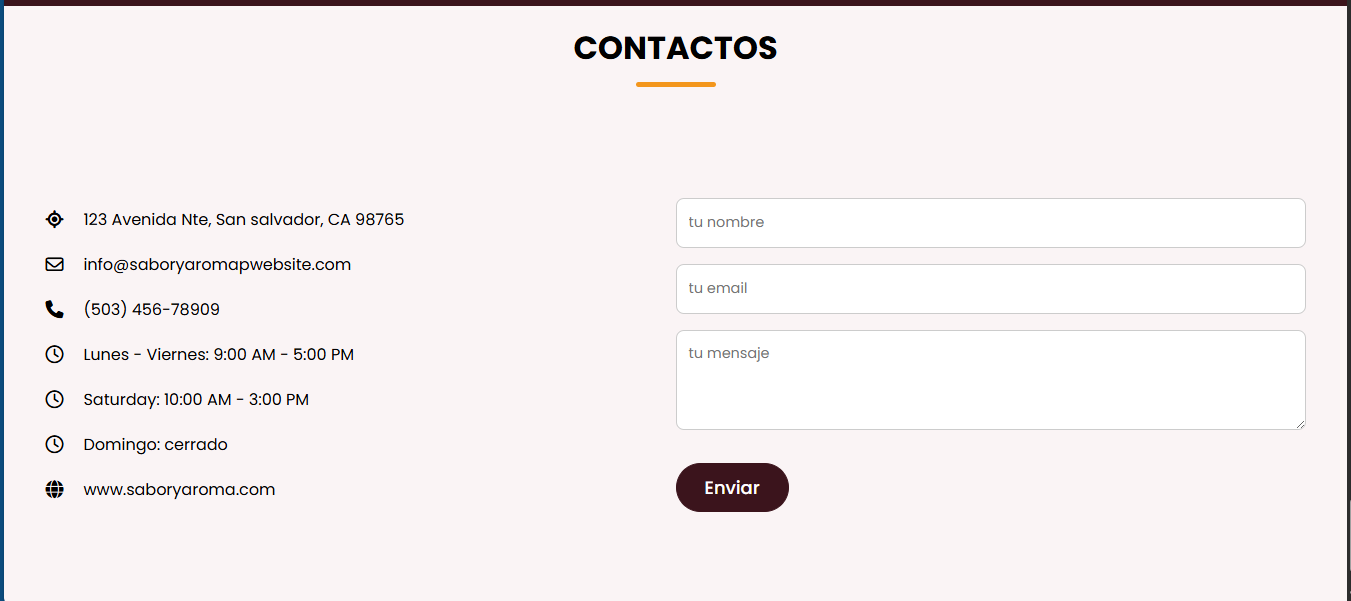 CONTACTOS
123 Avenida Nte, San salvador, CA 98765
info@saboryaromapwebsite.com
(503) 456-78909
Lunes - Viernes: 9:00 AM - 5:00 PM
Saturday: 10:00 AM - 3:00 PM
Domingo: cerrado
www.saboryaroma.com
tu nombre
tu email
tu mensaje
Enviar